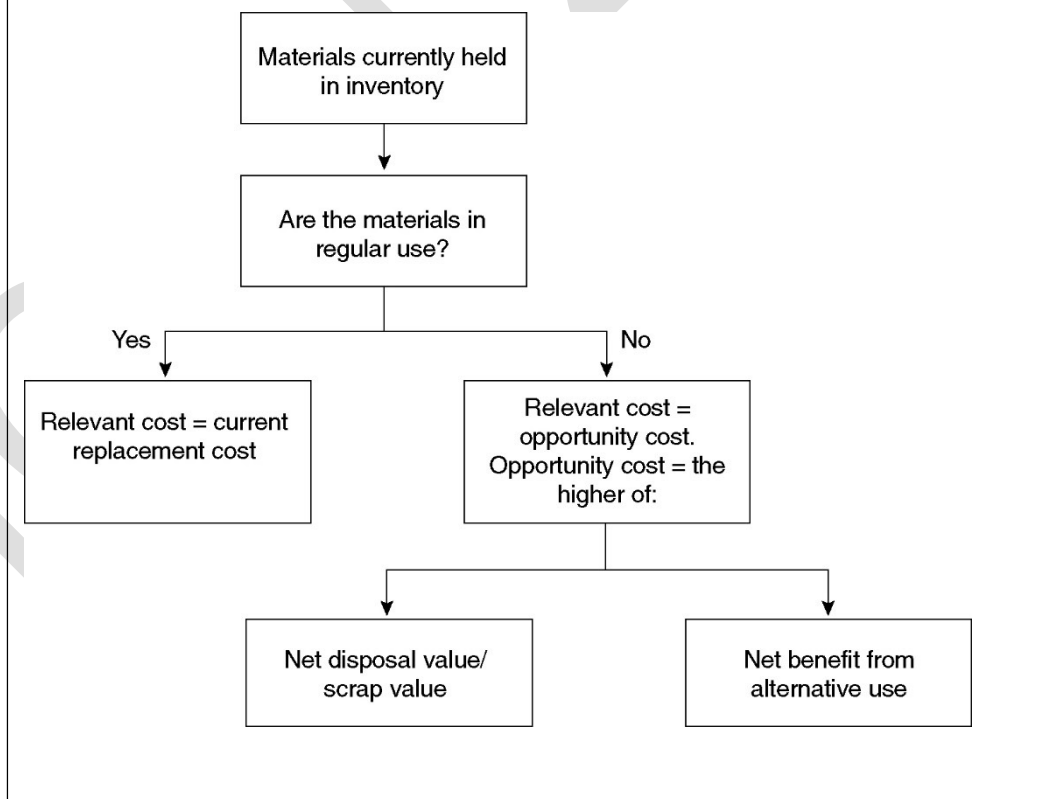 Materials currently held
in inventory
Are the materials in
regular use?
Yes
No
Relevant cost = current
replacement cost
Relevant cost =
opportunity cost.
Opportunity cost = the
higher of:
Net disposal value/
scrap value
Net benefit from
alternative use